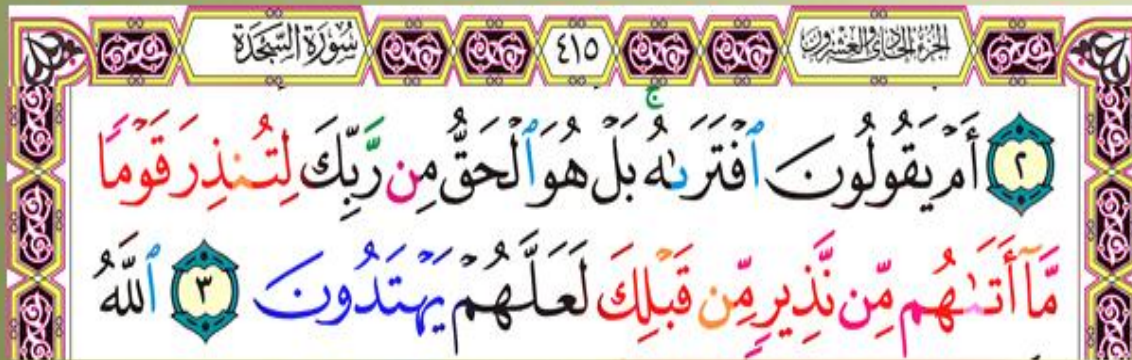 الجزء الحادي والعشرون ٤١٥ سورة السجدة
٢ أَمْ يَقُولُونَ ٱفْتَرَىٰهُ ۚ بَلْ هُوَ ٱلْحَقُّ مِن رَّبِّكَ لِتُنذِرَ قَوْمًا
مَّآ أَتَىٰهُم مِّن نَّذِيرٍ مِّن قَبْلِكَ لَعَلَّهُمْ يَهْتَدُونَ ٣ ٱللَّهُ